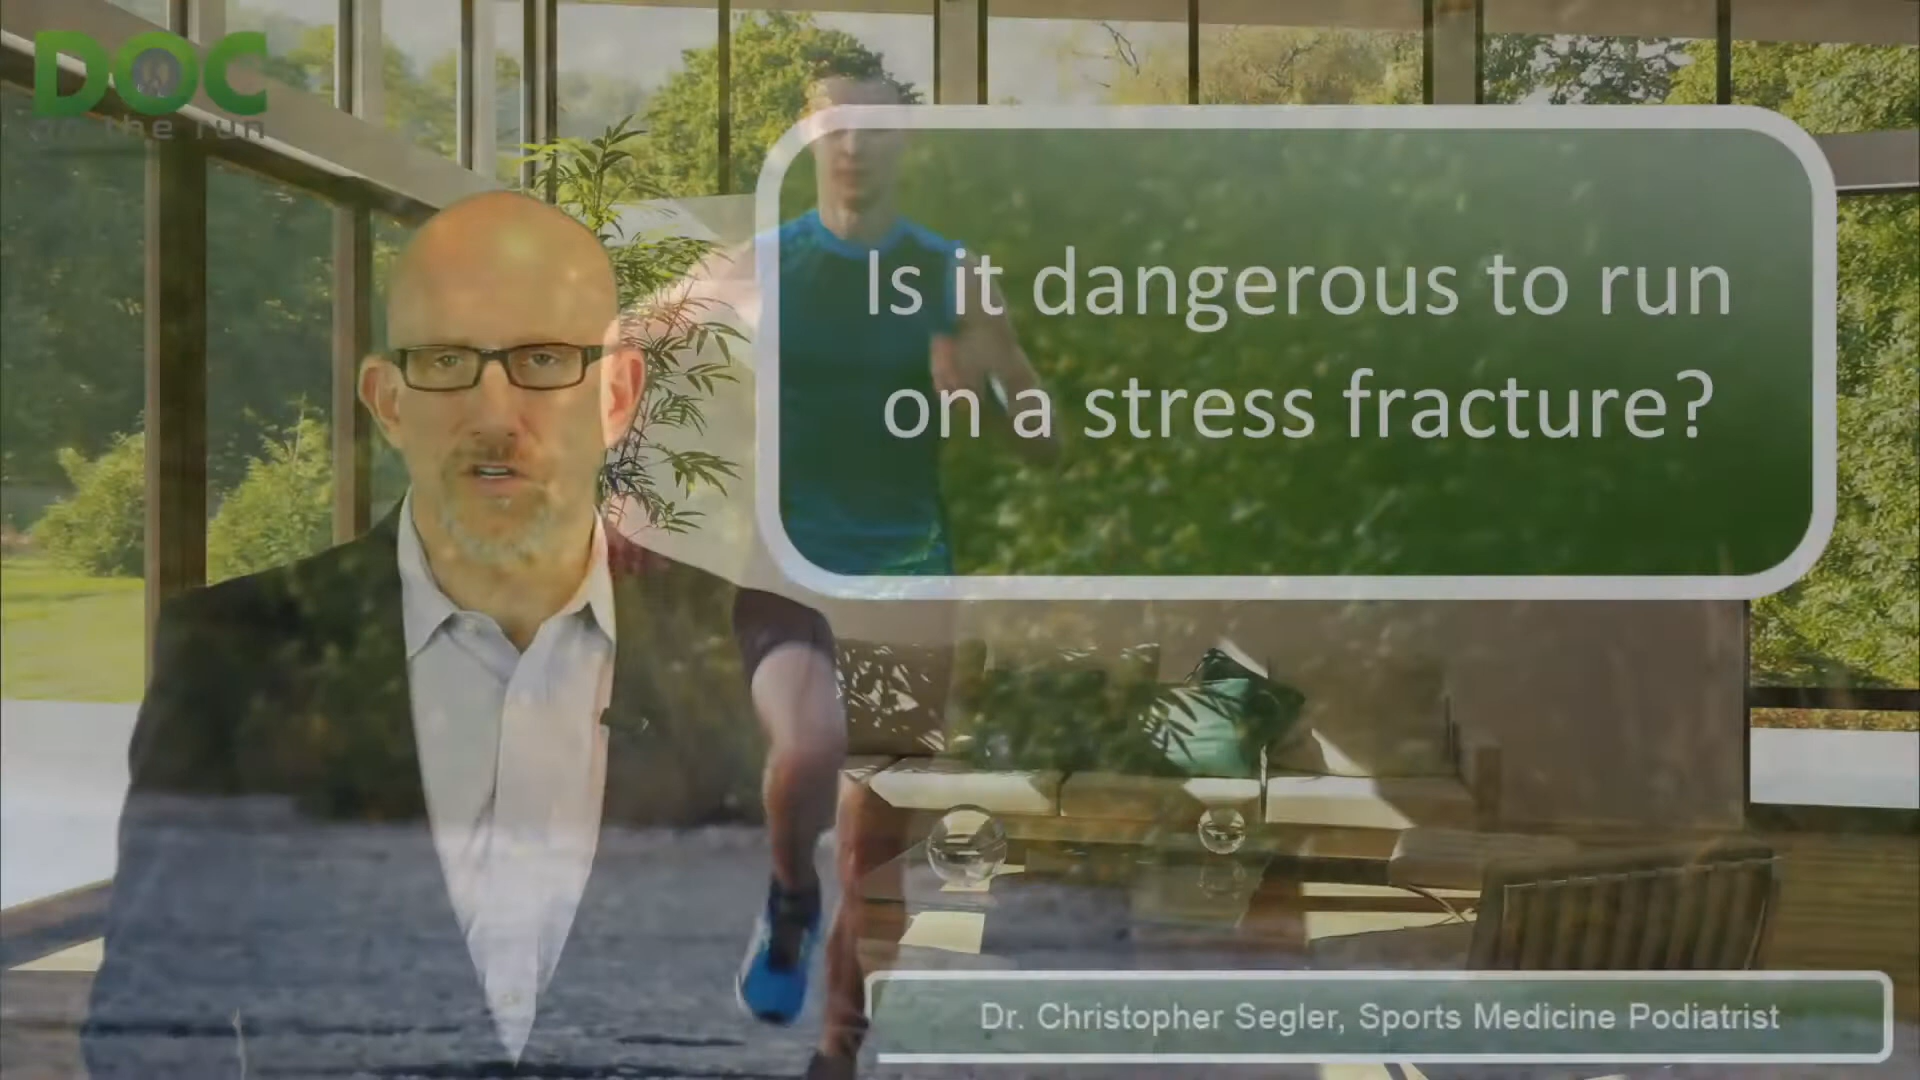 DOC
on the run
Is it dangerous to run
on a stress fracture?
Dr. Christopher Segler, Sports Medicine Podiatrist